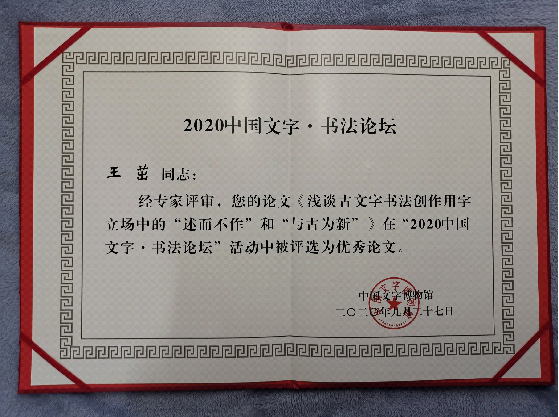 2020中国文字·书法论坛
王茁 同志：
经专家评审，您的论文《浅谈古文字书法创作用字
立场中的“述而不作”和“与古为新”》在“2020中国
文字·书法论坛”活动中被评选为优秀论文。
中国文字博物馆
二〇二〇年九月二十七日